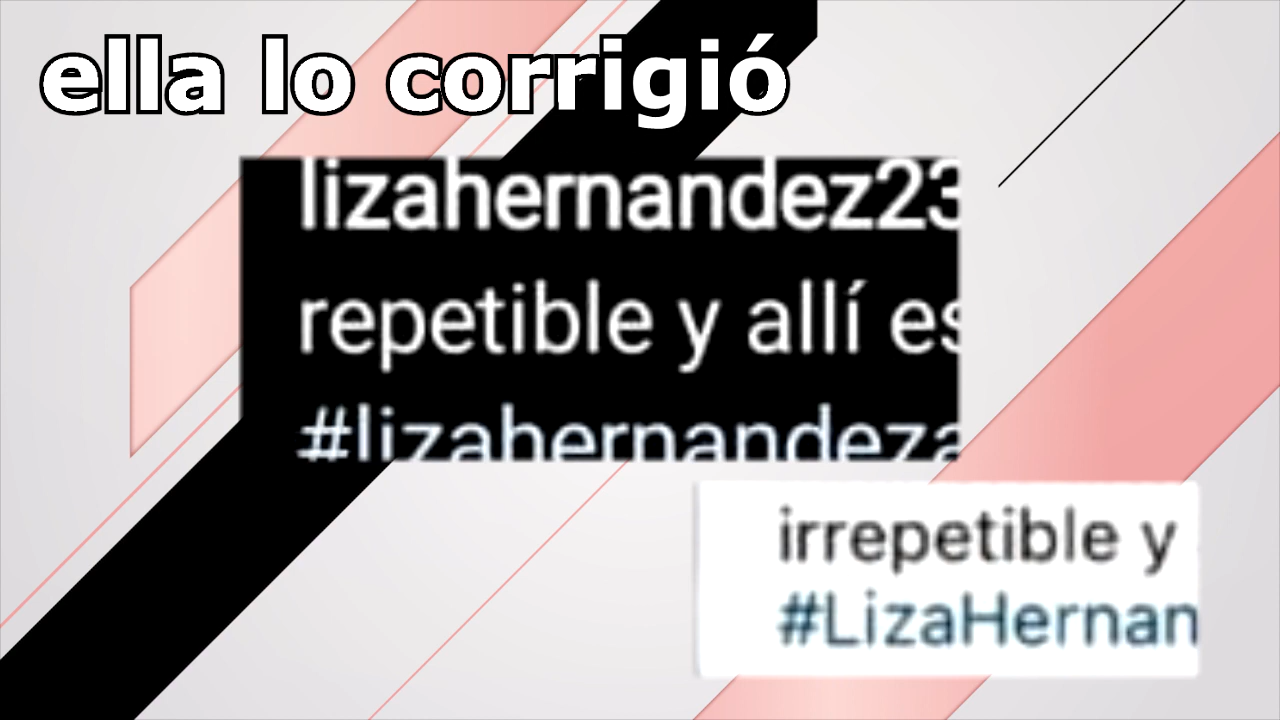 ella lo corrigió
lizahernandez23
repetible y allí es
#lizahernandeza
irrepetible y
#LizaHernan